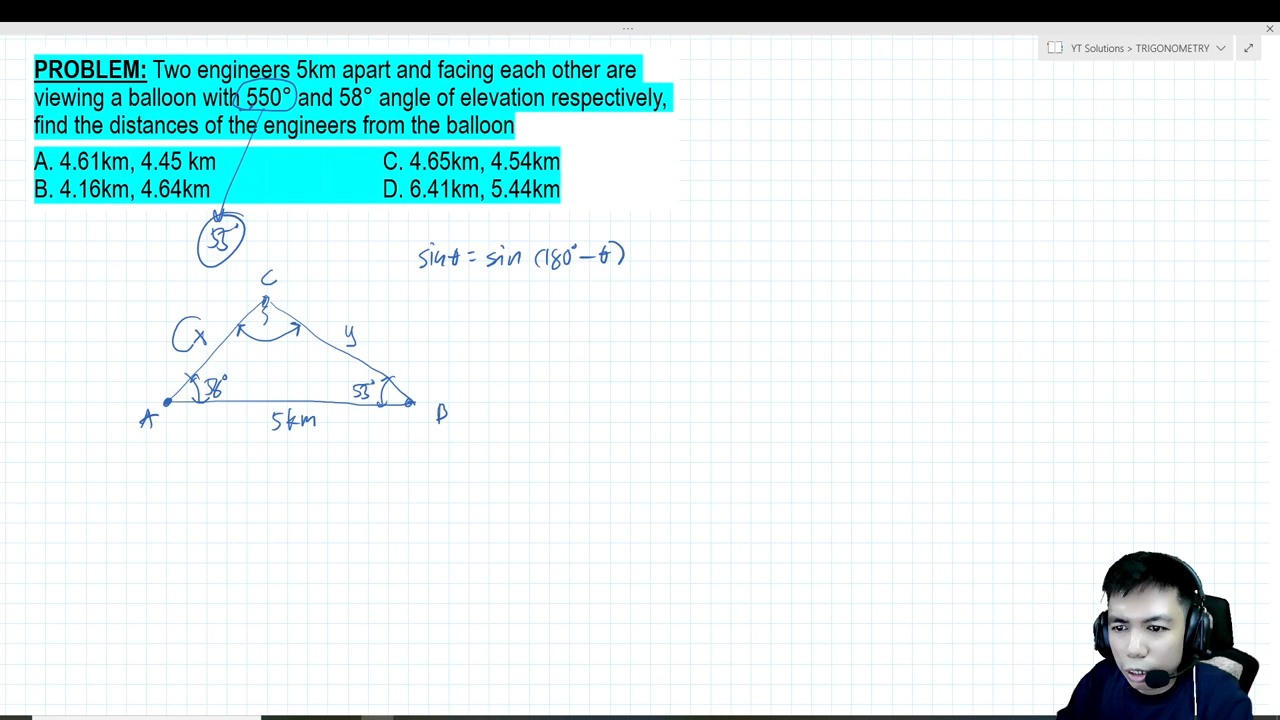 YT Solutions > TRIGONOMETRY
PROBLEM: Two engineers 5km apart and facing each other are
viewing a balloon with 550° and 58° angle of elevation respectively,
find the distances of the engineers from the balloon
A. 4.61km, 4.45 km
C. 4.65km, 4.54km
B. 4.16km, 4.64km
D. 6.41km, 5.44km
55°
sinθ = sin (180° - θ)
C
x
y
58°
55°
A
5km
B